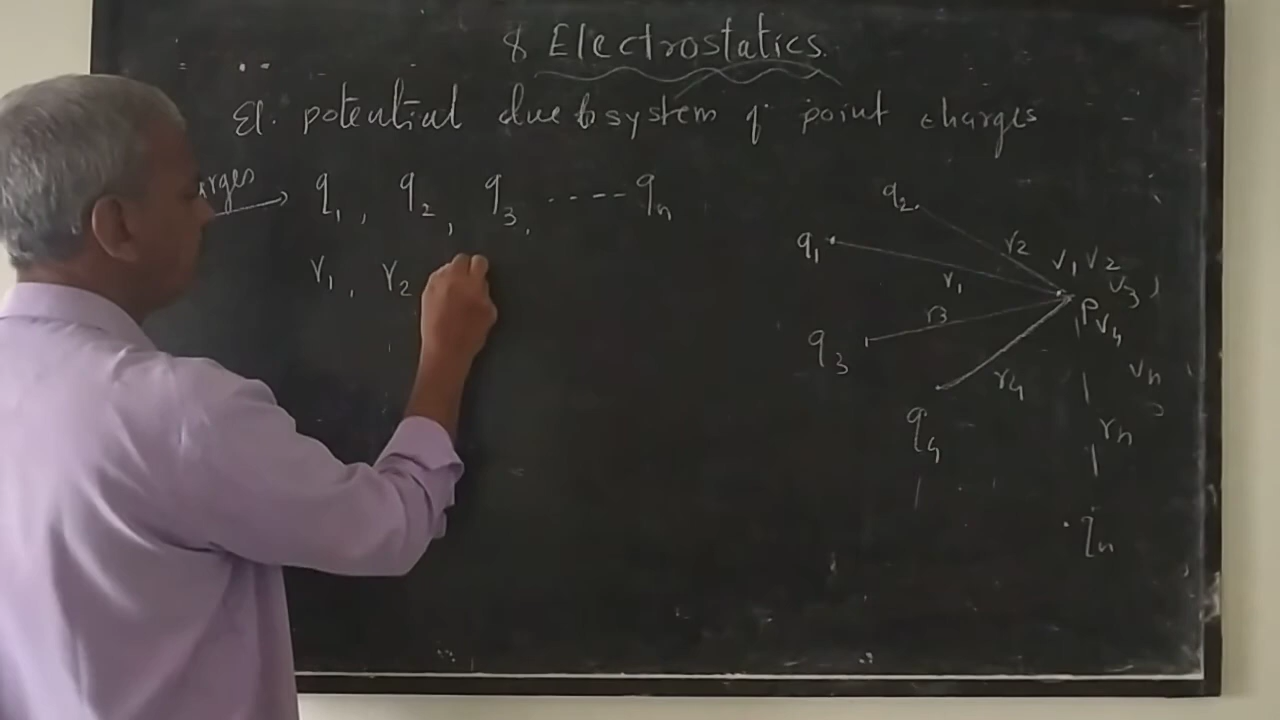 8 Electrostatics.
El. potential due to system of point charges
rges → q₁, q₂, q₃, ---- qₙ
r₁, r₂
q₂
q₁
r₂
r₁
r₃
q₃
r₄
q₄
V₁ V₂
V₃
P V₄
Vₙ
rₙ
qₙ